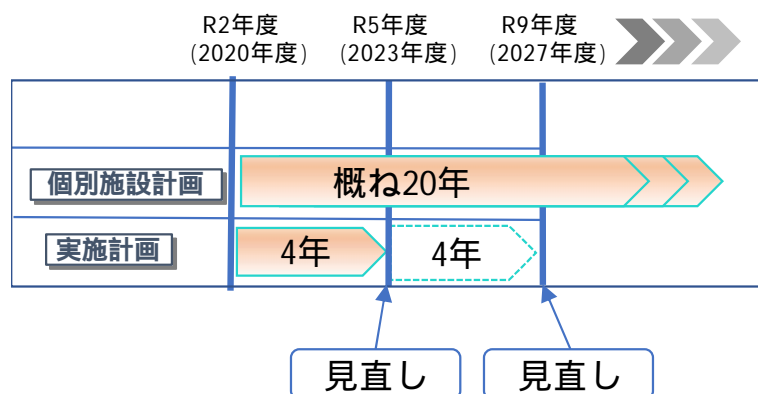 R2年度 R5年度 R9年度
(2020年度) (2023年度) (2027年度)
個別施設計画 概ね20年
実施計画 4年 4年
見直し 見直し